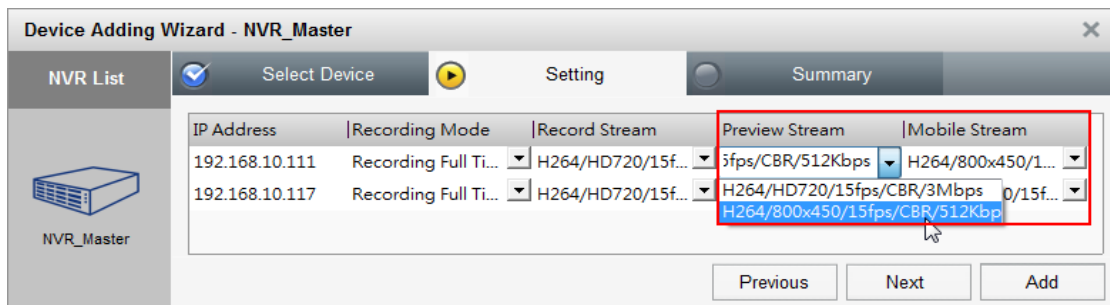 Device Adding Wizard - NVR_Master
NVR List Select Device Setting Summary
IP Address Recording Mode Record Stream Preview Stream Mobile Stream
192.168.10.111 Recording Full Ti... H264/HD720/15f... 5fps/CBR/512Kbps H264/800x450/1...
192.168.10.117 Recording Full Ti... H264/HD720/15f... H264/HD720/15fps/CBR/3Mbps 0/15f...
H264/800x450/15fps/CBR/512Kbp
NVR_Master
Previous Next Add